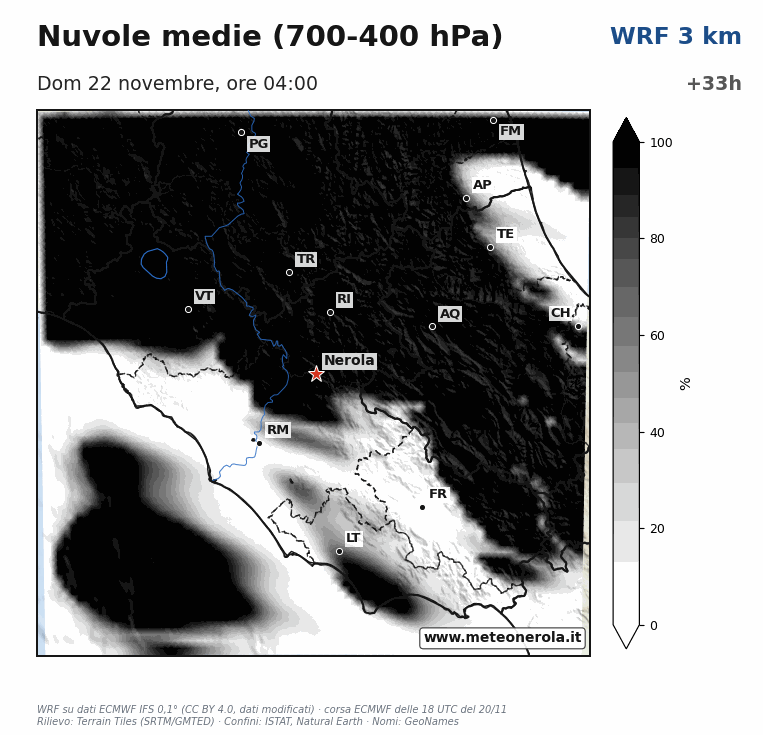 Nuvole medie (700-400 hPa)
WRF 3 km
Dom 22 novembre, ore 04:00
+33h
FM
PG
AP
TE
TR
VT
RI
AQ
CH
Nerola
RM
FR
LT
100
80
60
40
20
0
%
www.meteonerola.it
WRF su dati ECMWF IFS 0,1° (CC BY 4.0, dati modificati) · corsa ECMWF delle 18 UTC del 20/11
Rilievo: Terrain Tiles (SRTM/GMTED) · Confini: ISTAT, Natural Earth · Nomi: GeoNames